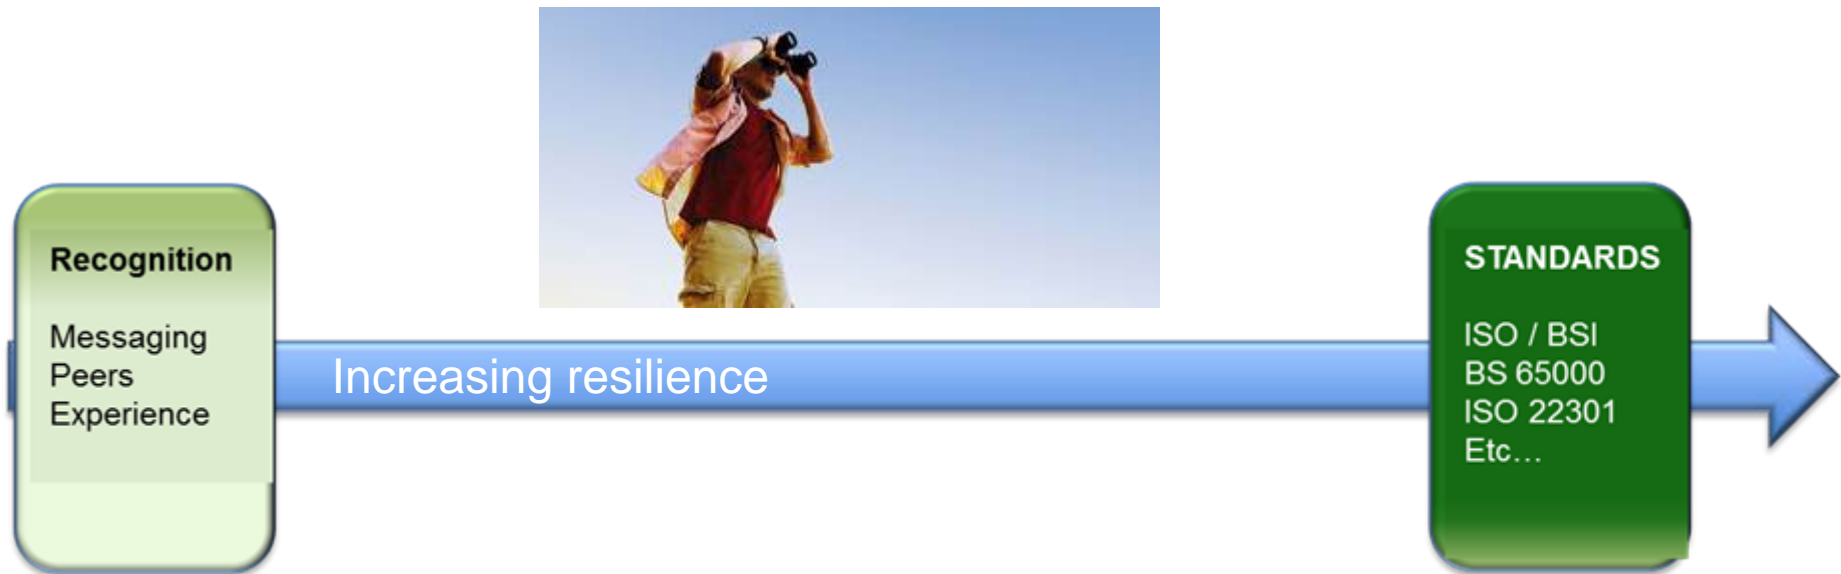 Recognition
Messaging
Peers
Experience
Increasing resilience
STANDARDS
ISO / BSI
BS 65000
ISO 22301
Etc…